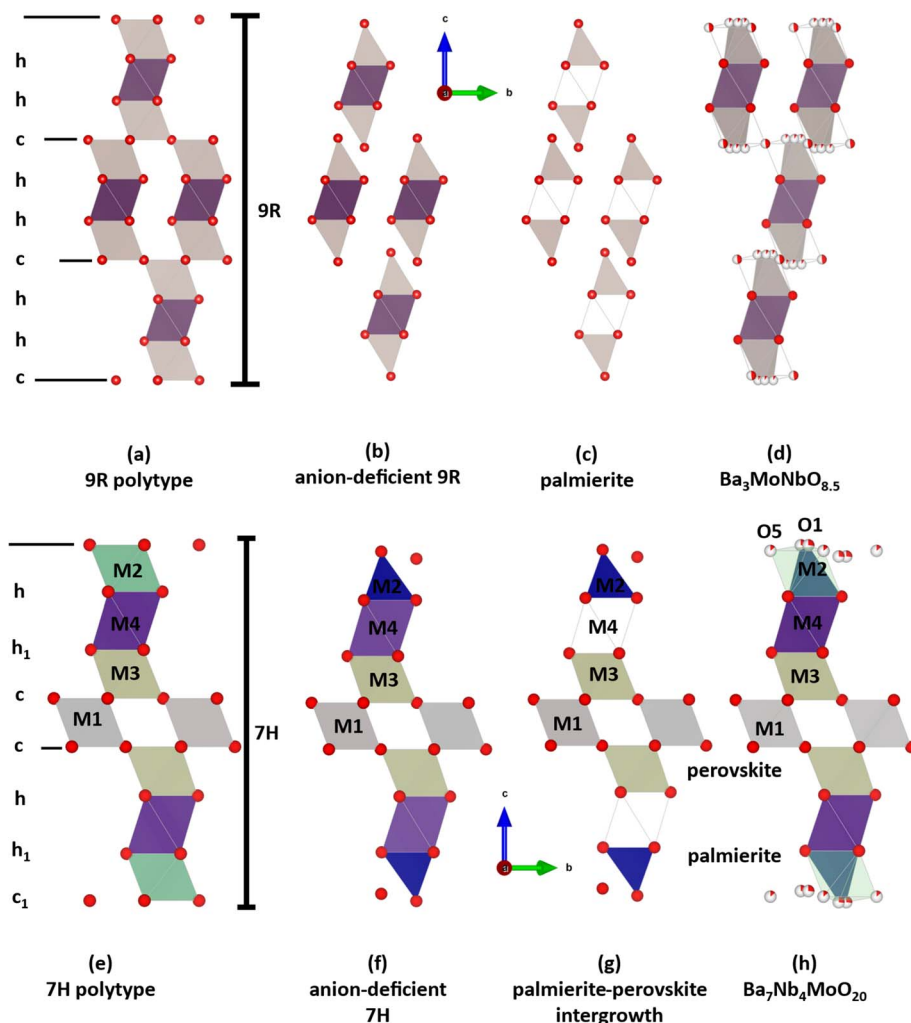 c
h
h
c
h
h
c
h
h
c
9R
a
b
(a)
9R polytype
(b)
anion-deficient 9R
(c)
palmierite
(d)
Ba3MoNbO8.5
O5 O1
M2
M4
M3
M1
h
h1
c
c
h
h1
c1
7H
M2
M4
M3
M1
M2
M4
M3
M1
M2
M4
M3
M1
perovskite
palmierite
c
a
b
(e)
7H polytype
(f)
anion-deficient
7H
(g)
palmierite-perovskite
intergrowth
(h)
Ba7Nb4MoO20